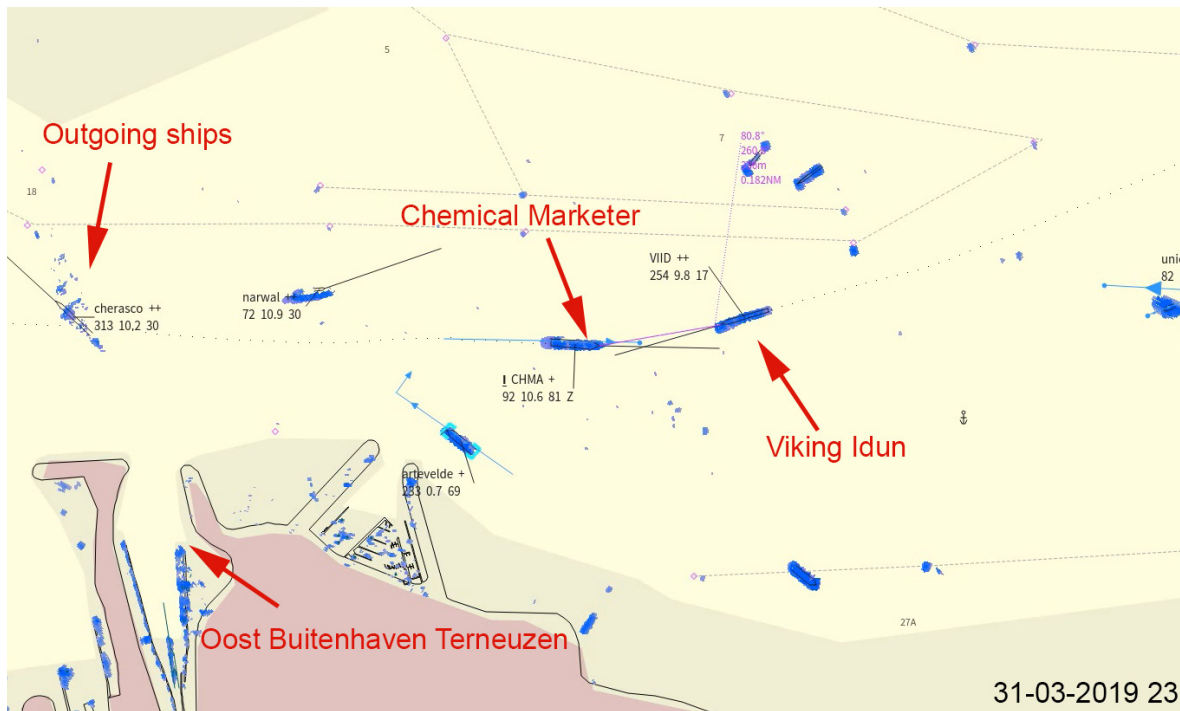 5
Outgoing ships
7
80.8°
0.182NM
18
Chemical Marketer
VIID ++
254 9.8 17
82
cherasco ++
313 10.2 30
narwal ++
72 10.9 30
I CHMA +
92 10.6 81 Z
Viking Idun
artevelde +
233 0.7 69
Oost Buitenhaven Terneuzen
27A
31-03-2019 23